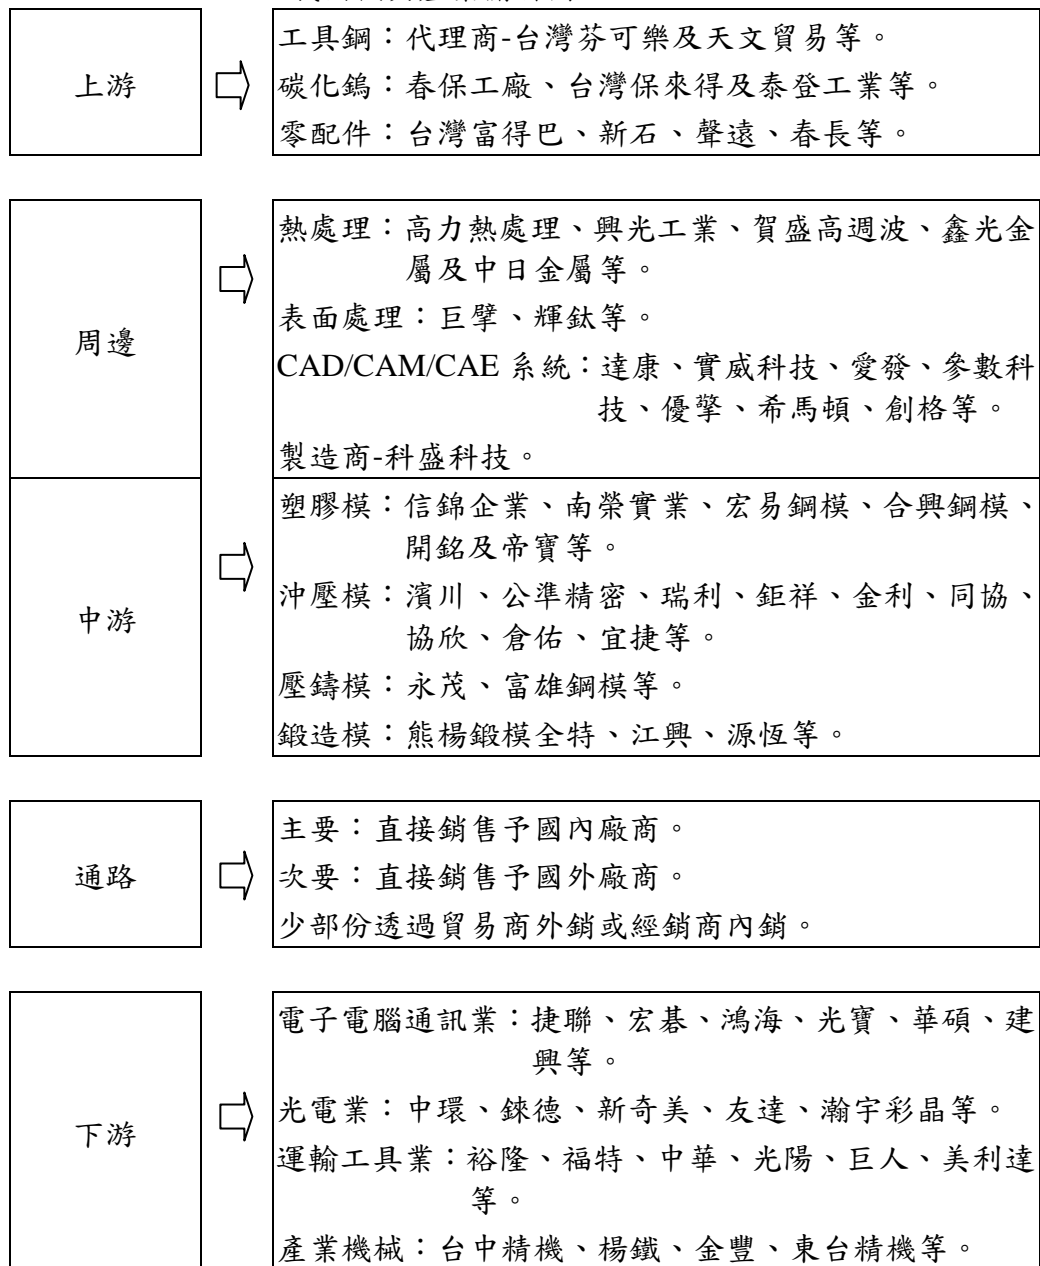 上游
工具鋼：代理商-台灣芬可樂及天文貿易等。
碳化鎢：春保工廠、台灣保來得及泰登工業等。
零配件：台灣富得巴、新石、聲遠、春長等。
周邊
熱處理：高力熱處理、興光工業、賀盛高週波、鑫光金
屬及中日金屬等。
表面處理：巨擘、輝鈦等。
CAD/CAM/CAE 系統：達康、實威科技、愛發、參數科
技、優擎、希馬頓、創格等。
製造商-科盛科技。
中游
塑膠模：信錦企業、南榮實業、宏易鋼模、合興鋼模、
開銘及帝寶等。
沖壓模：濱川、公準精密、瑞利、鉅祥、金利、同協、
協欣、倉佑、宜捷等。
壓鑄模：永茂、富雄鋼模等。
鍛造模：熊楊鍛模全特、江興、源恆等。
通路
主要：直接銷售予國內廠商。
次要：直接銷售予國外廠商。
少部份透過貿易商外銷或經銷商內銷。
下游
電子電腦通訊業：捷聯、宏碁、鴻海、光寶、華碩、建
興等。
光電業：中環、錸德、新奇美、友達、瀚宇彩晶等。
運輸工具業：裕隆、福特、中華、光陽、巨人、美利達
等。
產業機械：台中精機、楊鐵、金豐、東台精機等。